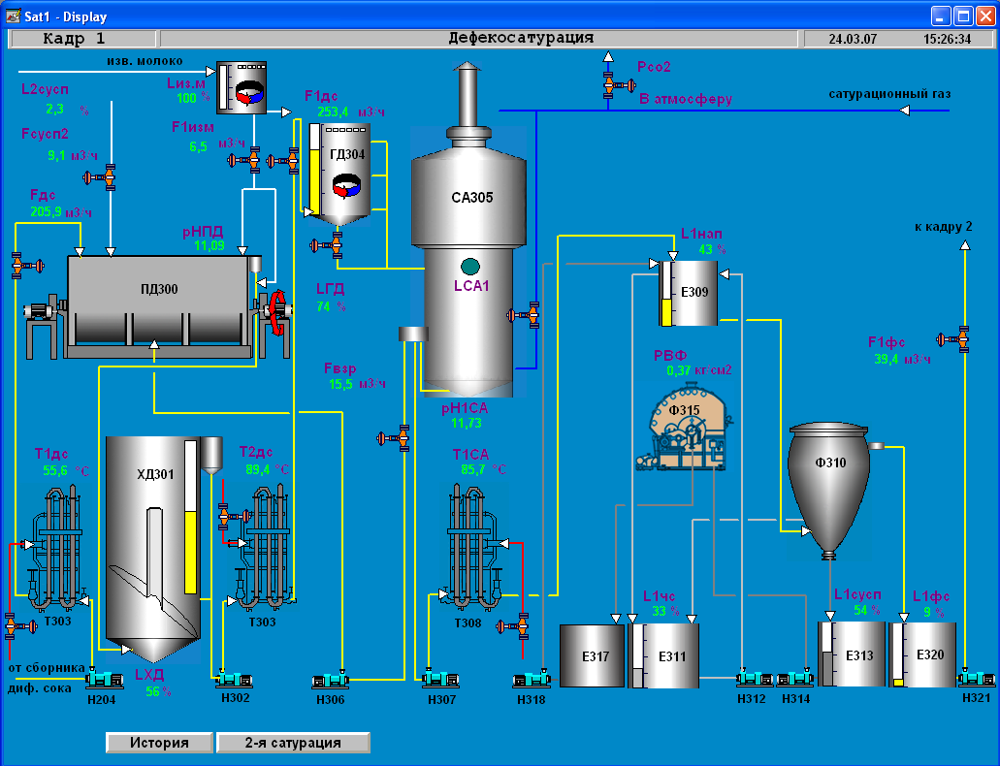 Sat1 - Display
Кадр 1
Дефекосатурация
24.03.07
15:26:34
изв. молоко
Lиз.м
100 %
L2сусп
2,3 %
Fсусп2
9,1 м3/ч
F1изм
6,5 м3/ч
F1дс
253,4 м3/ч
ГД304
Рсо2
В атмосферу
сатурационный газ
Fдс
205,9 м3/ч
рНПД
11,09
СА305
LCA1
к кадру 2
L1нап
43 %
Е309
ПД300
LГД
74 %
Fвзр
15,5 м3/ч
рН1СА
11,73
РВФ
0,37 кг/см2
Ф315
F1фс
39,4 м3/ч
Т1дс
55,6 °С
ХД301
Т2дс
89,4 °С
Т1СА
85,7 °С
Ф310
Т303
Т303
Т308
L1чс
33 %
L1сусп
54 %
L1фс
9 %
Е317
Е311
Е313
Е320
от сборника
диф. сока
LХД
56 %
Н204
Н302
Н306
Н307
Н318
Н312
Н314
Н321
История
2-я сатурация